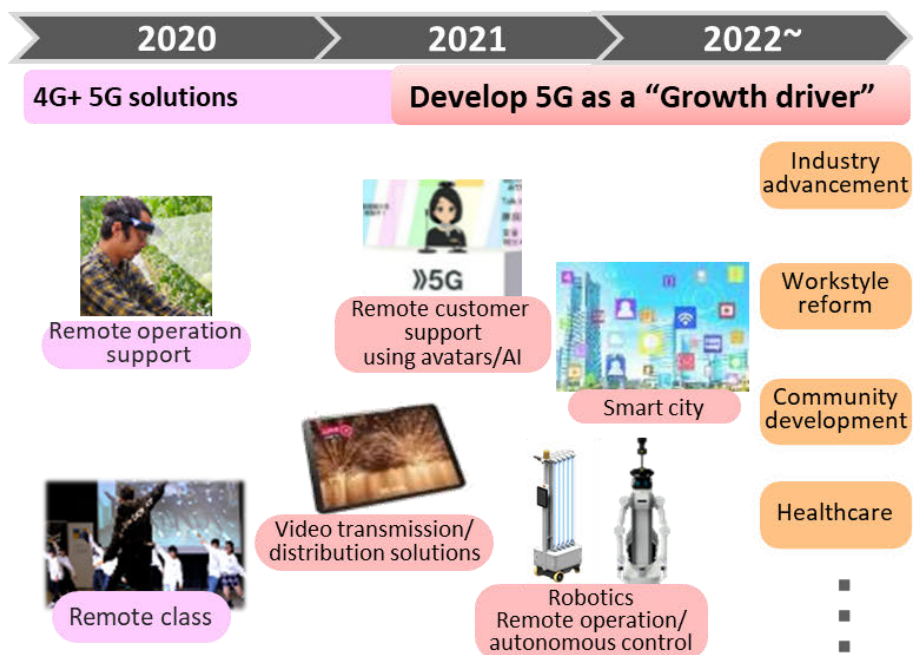 2020
2021
2022~
4G+ 5G solutions
Develop 5G as a “Growth driver”
Industry
advancement
Remote operation
support
》5G
Remote customer
support
using avatars/AI
Workstyle
reform
Smart city
Community
development
Video transmission/
distribution solutions
Healthcare
Remote class
Robotics
Remote operation/
autonomous control